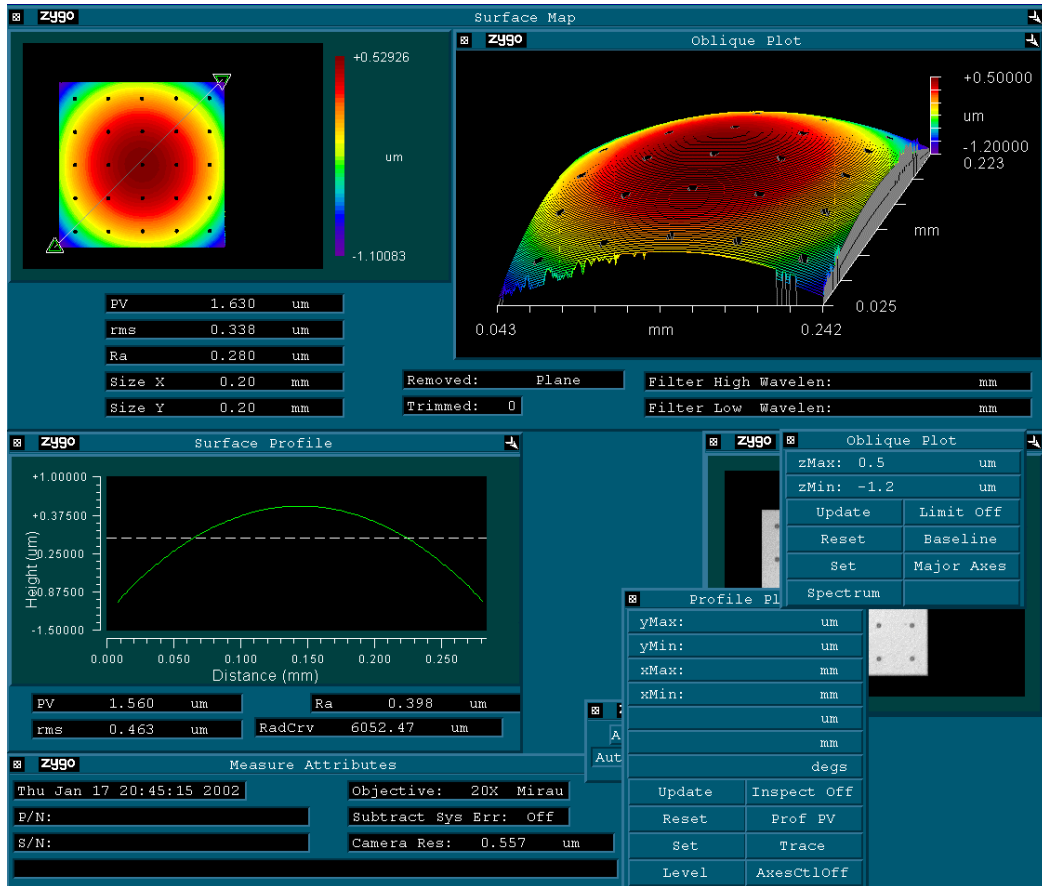 zygo Surface Map
+0.52926
um
-1.10083
zygo Oblique Plot
+0.50000
um
-1.20000
0.223
mm
0.025
0.043 mm 0.242
PV 1.630 um
rms 0.338 um
Ra 0.280 um
Size X 0.20 mm
Size Y 0.20 mm
Removed: Plane
Trimmed: 0
Filter High Wavelen: mm
Filter Low Wavelen: mm
zygo Surface Profile
+1.00000
+0.37500
0.25000
0.87500
-1.50000
Height (um)
0.000 0.050 0.100 0.150 0.200 0.250
Distance (mm)
PV 1.560 um
Ra 0.398 um
rms 0.463 um
RadCrv 6052.47 um
zygo
Oblique Plot
zMax: 0.5 um
zMin: -1.2 um
Update Limit Off
Reset Baseline
Set Major Axes
Spectrum
Profile Pl
yMax: um
yMin: um
xMax: mm
xMin: mm
um
mm
degs
Update Inspect Off
Reset Prof PV
Set Trace
Level AxesCtlOff
A
Aut
zygo Measure Attributes
Thu Jan 17 20:45:15 2002
P/N:
S/N:
Objective: 20X Mirau
Subtract Sys Err: Off
Camera Res: 0.557 um